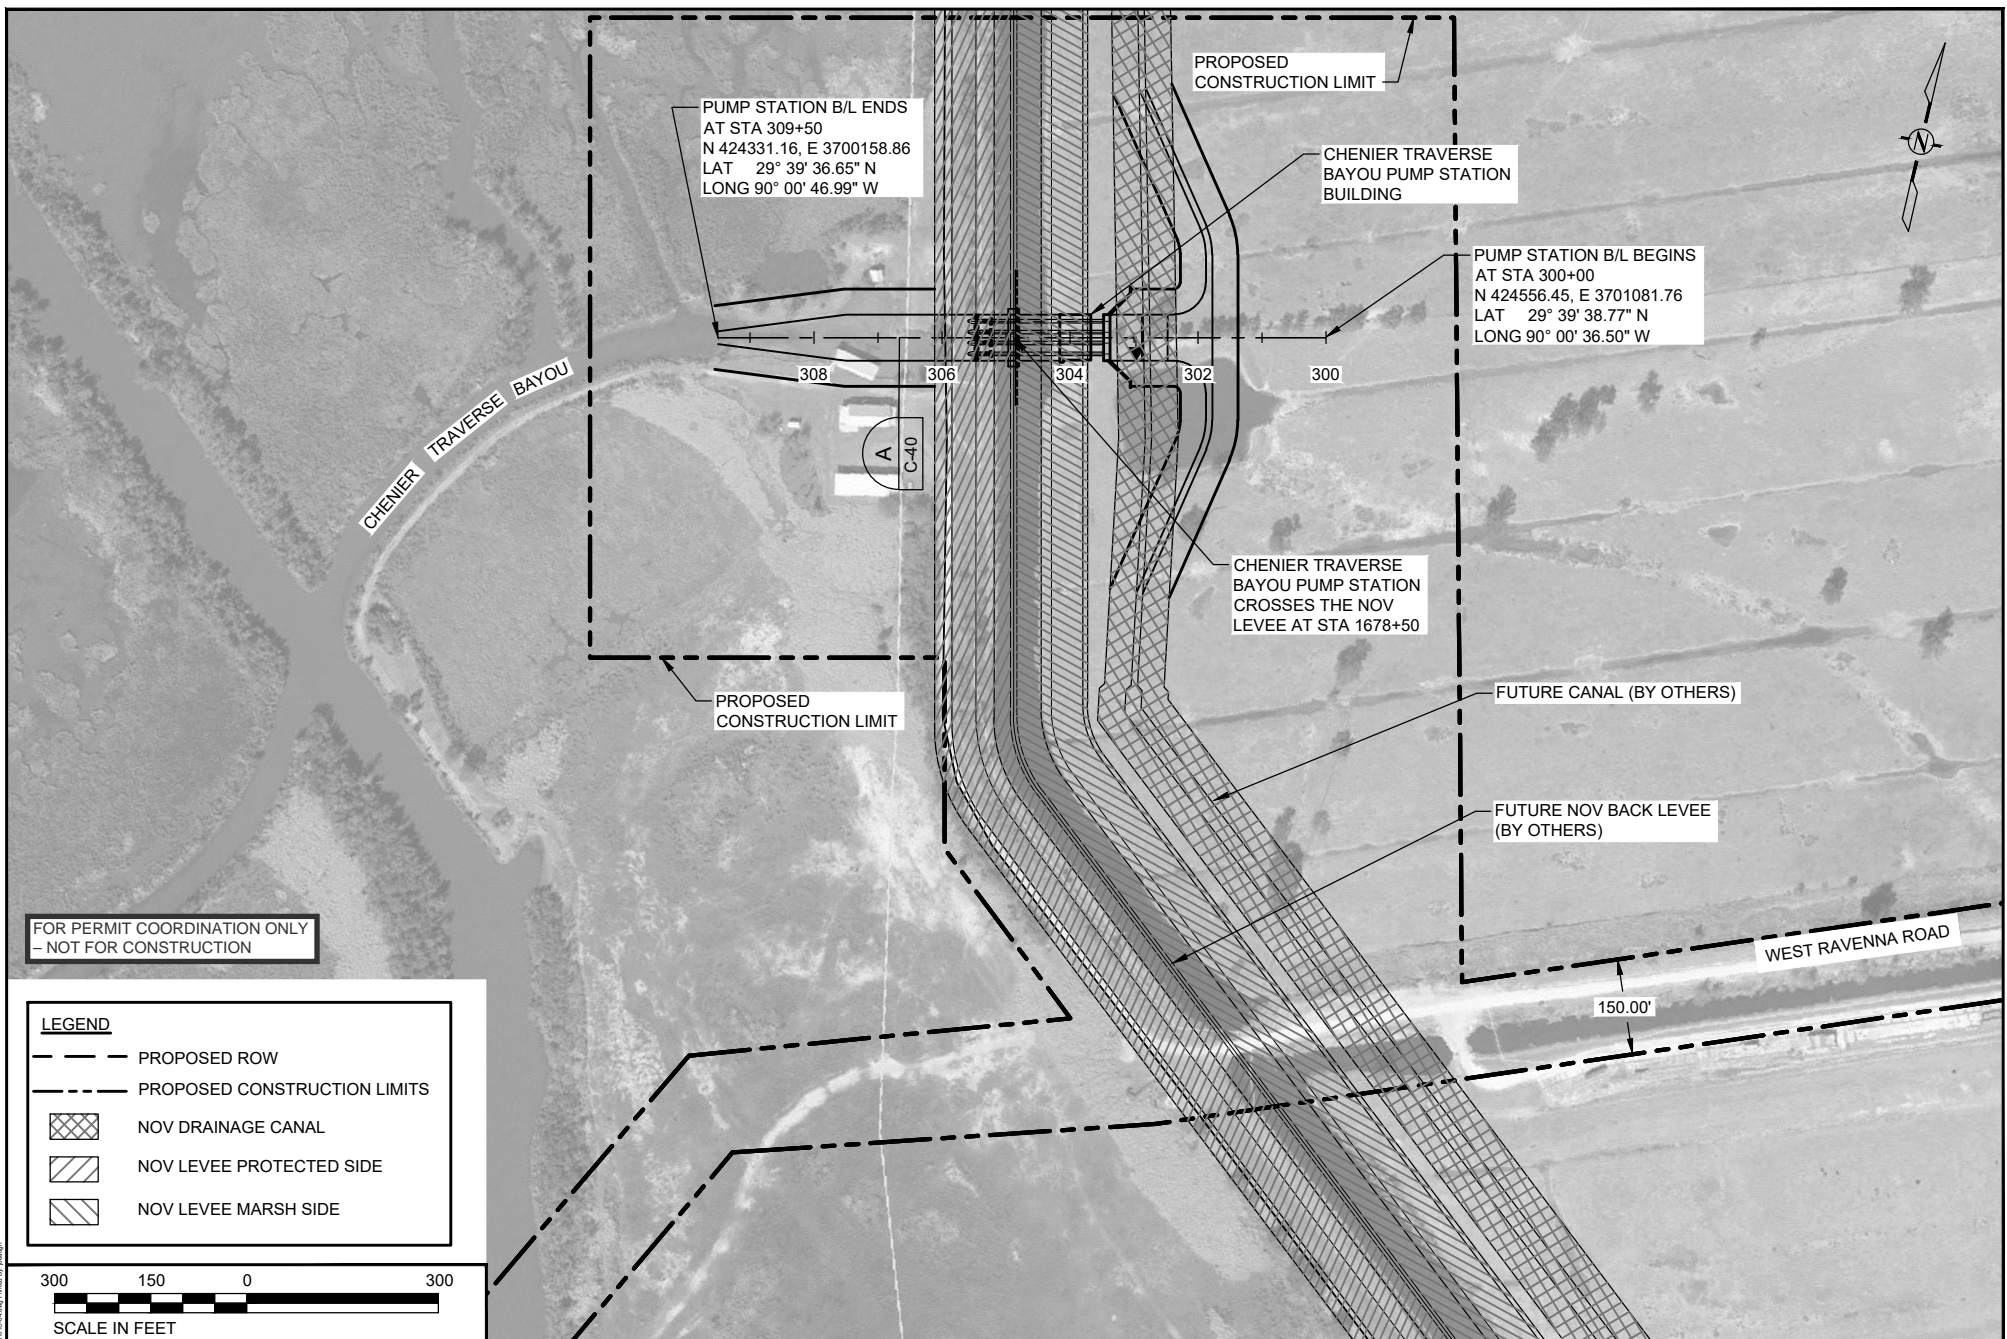 PROPOSED
CONSTRUCTION LIMIT
PUMP STATION B/L ENDS
AT STA 309+50
N 424331.16, E 3700158.86
LAT 29° 39' 36.65" N
LONG 90° 00' 46.99" W
CHENIER TRAVERSE
BAYOU PUMP STATION
BUILDING
N
PUMP STATION B/L BEGINS
AT STA 300+00
N 424556.45, E 3701081.76
LAT 29° 39' 38.77" N
LONG 90° 00' 36.50" W
308
306
304
302
300
CHENIER TRAVERSE BAYOU
A
C-40
CHENIER TRAVERSE
BAYOU PUMP STATION
CROSSES THE NOV
LEVEE AT STA 1678+50
PROPOSED
CONSTRUCTION LIMIT
FUTURE CANAL (BY OTHERS)
FUTURE NOV BACK LEVEE
(BY OTHERS)
WEST RAVENNA ROAD
150.00'
FOR PERMIT COORDINATION ONLY
– NOT FOR CONSTRUCTION
LEGEND
PROPOSED ROW
PROPOSED CONSTRUCTION LIMITS
NOV DRAINAGE CANAL
NOV LEVEE PROTECTED SIDE
NOV LEVEE MARSH SIDE
300 150 0 300
SCALE IN FEET